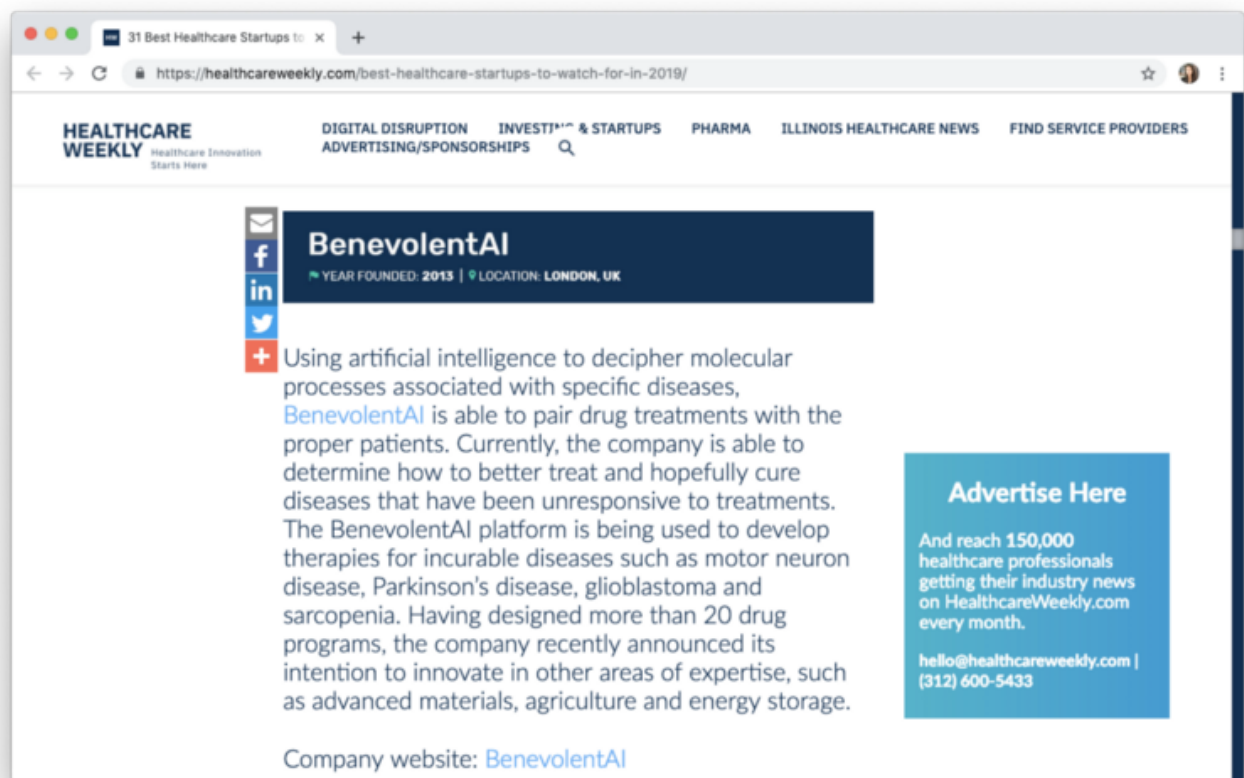 31 Best Healthcare Startups to
https://healthcareweekly.com/best-healthcare-startups-to-watch-for-in-2019/
HEALTHCARE
WEEKLY Healthcare Innovation
Starts Here
DIGITAL DISRUPTION INVESTING & STARTUPS PHARMA ILLINOIS HEALTHCARE NEWS FIND SERVICE PROVIDERS
ADVERTISING/SPONSORSHIPS
BenevolentAI
YEAR FOUNDED: 2013 | LOCATION: LONDON, UK
Using artificial intelligence to decipher molecular
processes associated with specific diseases,
BenevolentAI is able to pair drug treatments with the
proper patients. Currently, the company is able to
determine how to better treat and hopefully cure
diseases that have been unresponsive to treatments.
The BenevolentAI platform is being used to develop
therapies for incurable diseases such as motor neuron
disease, Parkinson's disease, glioblastoma and
sarcopenia. Having designed more than 20 drug
programs, the company recently announced its
intention to innovate in other areas of expertise, such
as advanced materials, agriculture and energy storage.
Company website: BenevolentAI
Advertise Here
And reach 150,000
healthcare professionals
getting their industry news
on HealthcareWeekly.com
every month.
hello@healthcareweekly.com |
(312) 600-5433